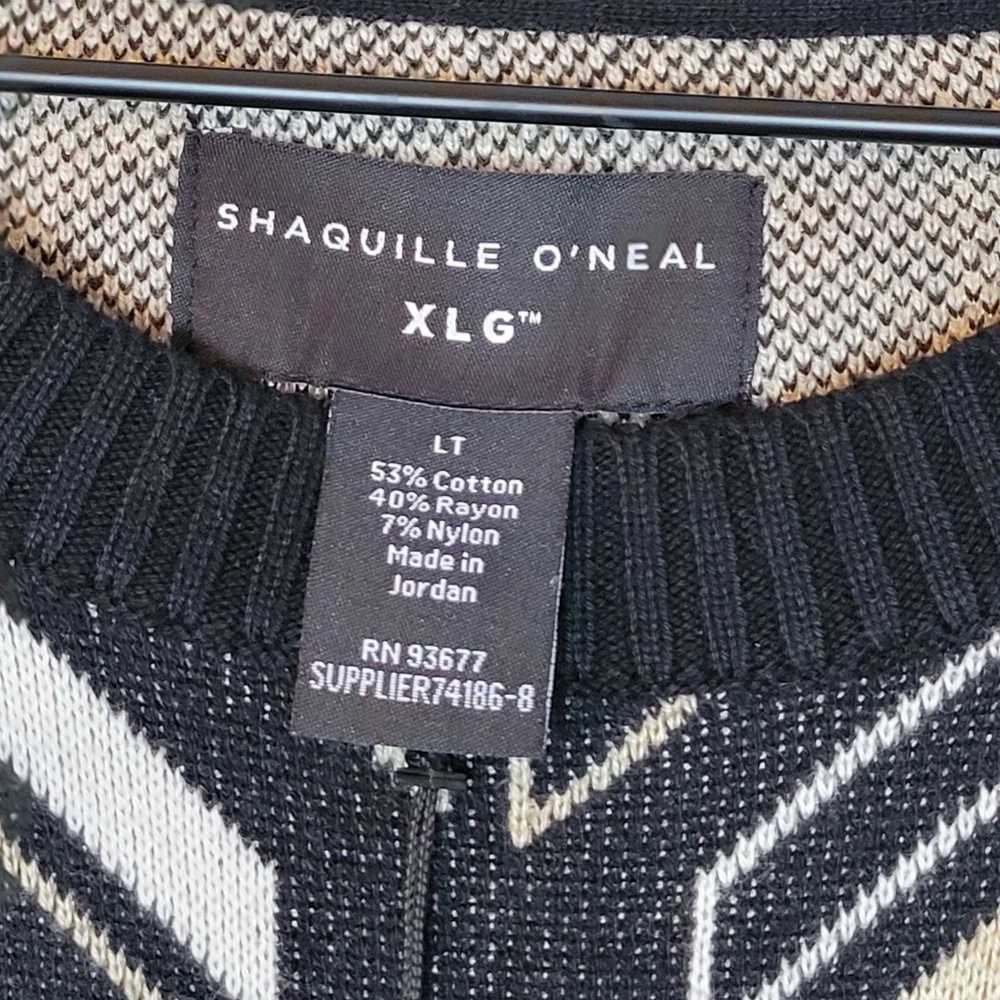 SHAQUILLE O'NEAL
XLG™
LT
53% Cotton
40% Rayon
7% Nylon
Made in
Jordan
RN 93677
SUPPLIER74186-8